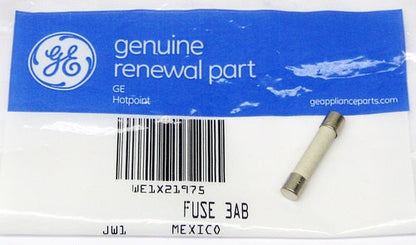 GE
genuine
renewal part
GE
Hotpoint
geapplianceparts.com
WE1X21975
FUSE 3AB
JW1 MEXICO